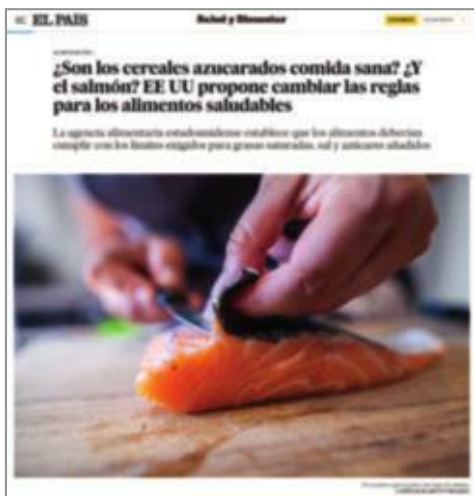 EL PAÍS
Salud y Bienestar
¿Son los cereales azucarados comida sana? ¿Y
el salmón? EE UU propone cambiar las reglas
para los alimentos saludables
La agencia alimentaria estadounidense establece que los alimentos deberían
cumplir con los límites exigidos para grasas saturadas, sal y azúcares añadidos